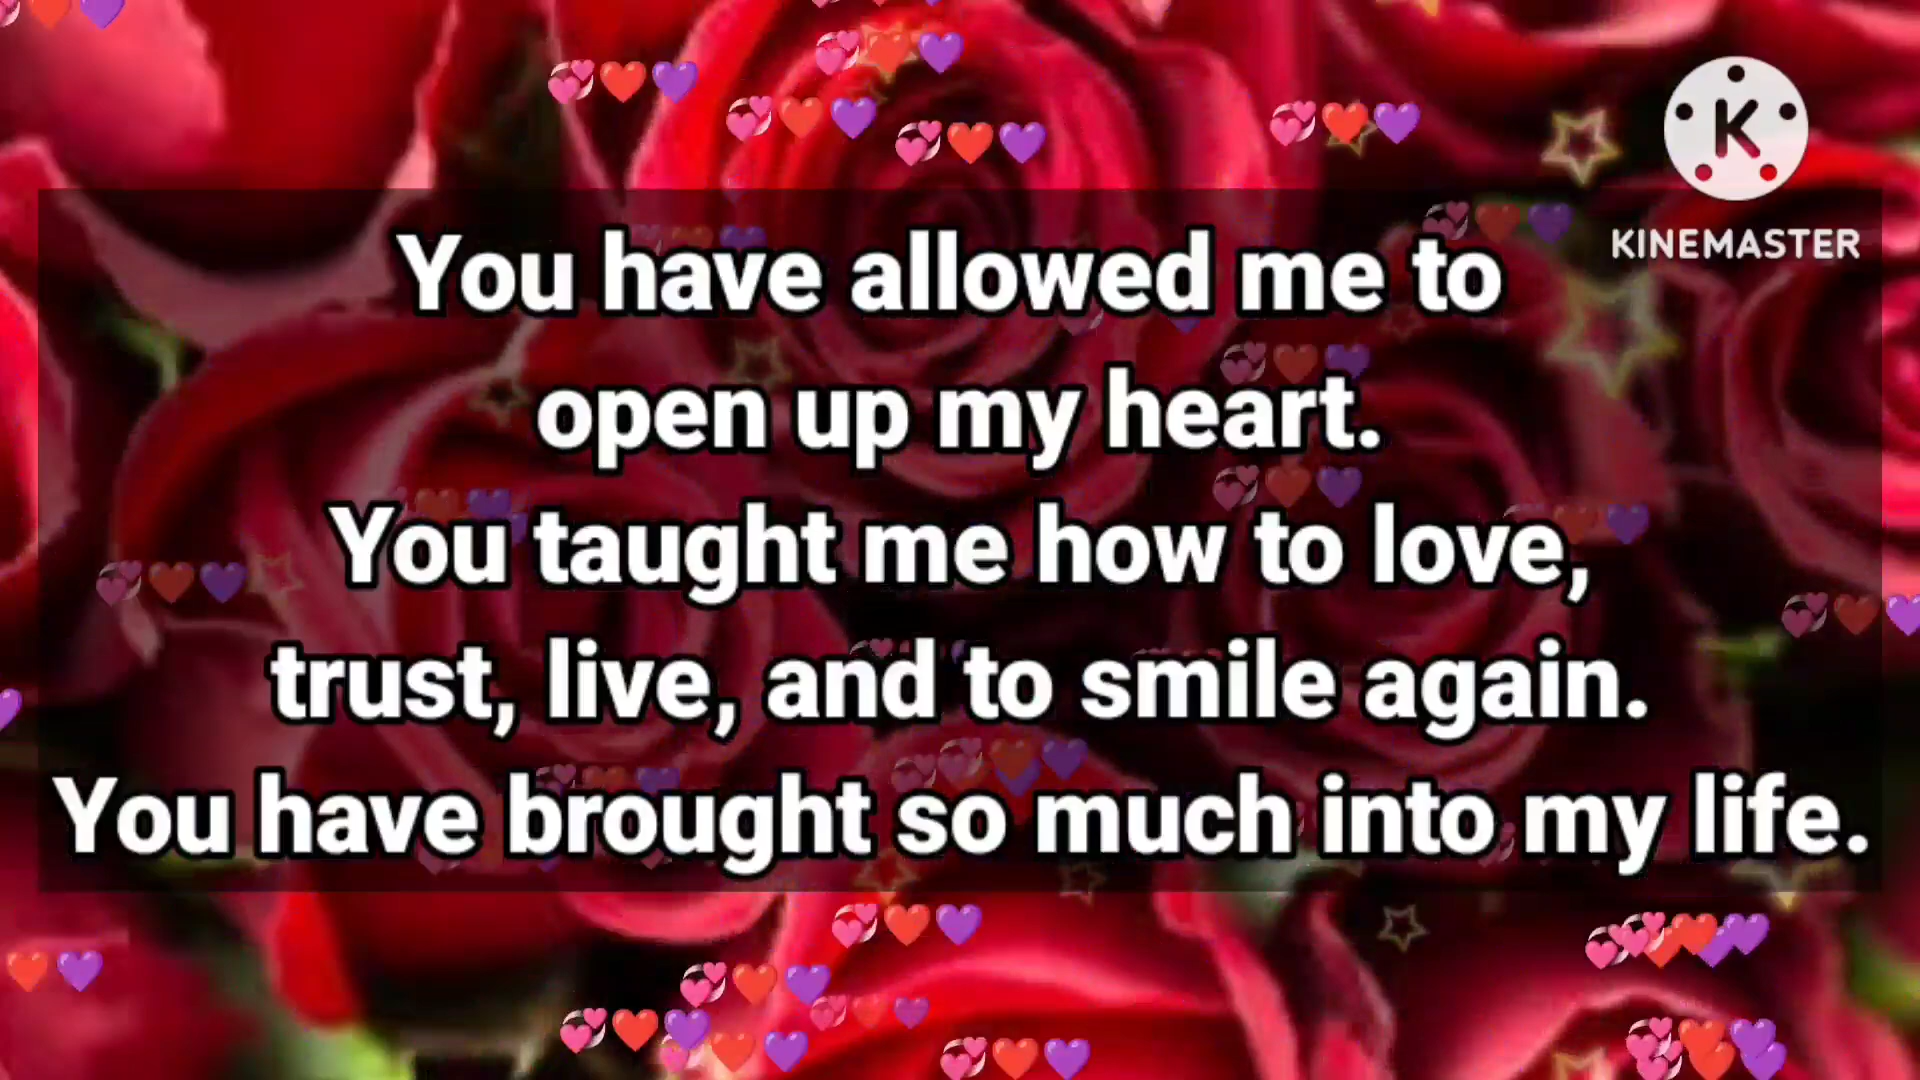 K
KINEMASTER
You have allowed me to
open up my heart.
You taught me how to love,
trust, live, and to smile again.
You have brought so much into my life.